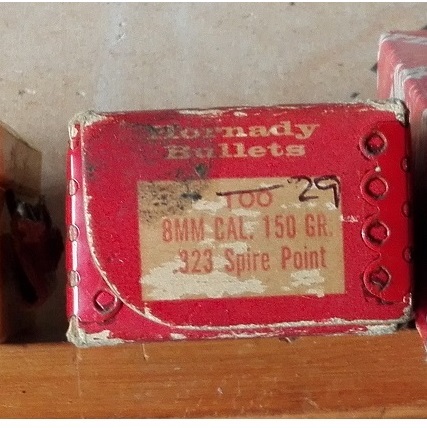 Hornady
Bullets
100 29
8MM CAL. 150 GR.
.323 Spire Point